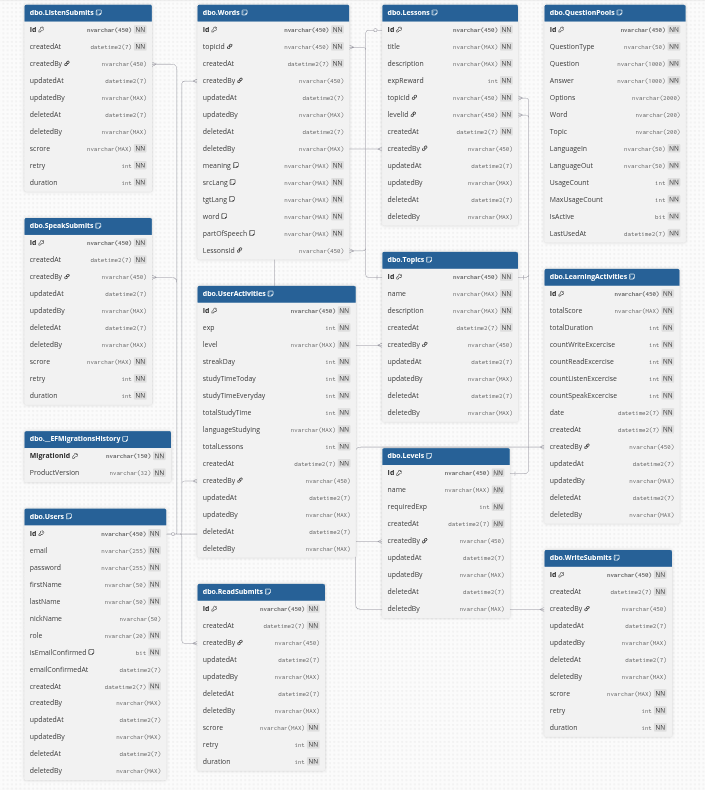 dbo.ListenSubmits
Id nvarchar(450) NN
createdAt datetime2(7) NN
createdBy nvarchar(450) NN
updatedAt datetime2(7)
updatedBy nvarchar(MAX)
deletedAt datetime2(7)
deletedBy nvarchar(MAX)
scrore nvarchar(MAX) NN
retry int NN
duration int NN
dbo.SpeakSubmits
Id nvarchar(450) NN
createdAt datetime2(7) NN
createdBy nvarchar(450) NN
updatedAt datetime2(7)
updatedBy nvarchar(MAX)
deletedAt datetime2(7)
deletedBy nvarchar(MAX)
scrore nvarchar(MAX) NN
retry int NN
duration int NN
dbo.__EFMigrationsHistory
MigrationId nvarchar(150) NN
ProductVersion nvarchar(32) NN
dbo.Users
Id nvarchar(450) NN
email nvarchar(255) NN
password nvarchar(255) NN
firstName nvarchar(50) NN
lastName nvarchar(50) NN
nickName nvarchar(50)
role nvarchar(20) NN
isEmailConfirmed bit NN
emailConfirmedAt datetime2(7)
createdAt datetime2(7) NN
createdBy nvarchar(MAX)
updatedAt datetime2(7)
updatedBy nvarchar(MAX)
deletedAt datetime2(7)
deletedBy nvarchar(MAX)
dbo.Words
Id nvarchar(450) NN
topicId nvarchar(450) NN
createdAt datetime2(7) NN
createdBy nvarchar(450)
updatedAt datetime2(7)
updatedBy nvarchar(MAX)
deletedAt datetime2(7)
deletedBy nvarchar(MAX)
meaning nvarchar(MAX) NN
srcLang nvarchar(MAX) NN
tgtLang nvarchar(MAX) NN
word nvarchar(MAX) NN
partOfSpeech nvarchar(MAX) NN
LessonsId nvarchar(450)
dbo.UserActivities
Id nvarchar(450) NN
exp int NN
level nvarchar(MAX) NN
streakDay int NN
studyTimeToday int NN
studyTimeEveryday int NN
totalStudyTime int NN
languageStudying nvarchar(MAX) NN
totalLessons int NN
createdAt datetime2(7) NN
createdBy nvarchar(450)
updatedAt datetime2(7)
updatedBy nvarchar(MAX)
deletedAt datetime2(7)
deletedBy nvarchar(MAX)
dbo.ReadSubmits
Id nvarchar(450) NN
createdAt datetime2(7) NN
createdBy nvarchar(450)
updatedAt datetime2(7)
updatedBy nvarchar(MAX)
deletedAt datetime2(7)
deletedBy nvarchar(MAX)
scrore nvarchar(MAX) NN
retry int NN
duration int NN
dbo.Lessons
Id nvarchar(450) NN
title nvarchar(MAX) NN
description nvarchar(MAX) NN
expReward int NN
topicId nvarchar(450) NN
levelId nvarchar(450) NN
createdAt datetime2(7) NN
createdBy nvarchar(450)
updatedAt datetime2(7)
updatedBy nvarchar(MAX)
deletedAt datetime2(7)
deletedBy nvarchar(MAX)
dbo.Topics
Id nvarchar(450) NN
name nvarchar(MAX) NN
description nvarchar(MAX) NN
createdAt datetime2(7) NN
createdBy nvarchar(450)
updatedAt datetime2(7)
updatedBy nvarchar(MAX)
deletedAt datetime2(7)
deletedBy nvarchar(MAX)
dbo.Levels
Id nvarchar(450) NN
name nvarchar(MAX) NN
requiredExp int NN
createdAt datetime2(7) NN
createdBy nvarchar(450)
updatedAt datetime2(7)
updatedBy nvarchar(MAX)
deletedAt datetime2(7)
deletedBy nvarchar(MAX)
dbo.QuestionPools
Id nvarchar(450) NN
QuestionType nvarchar(50) NN
Question nvarchar(1000) NN
Answer nvarchar(1000) NN
Options nvarchar(2000)
Word nvarchar(200)
Topic nvarchar(200)
LanguageIn nvarchar(50) NN
LanguageOut nvarchar(50) NN
UsageCount int NN
MaxUsageCount int NN
IsActive bit NN
LastUsedAt datetime2(7) NN
dbo.LearningActivities
Id nvarchar(450) NN
totalScore nvarchar(MAX) NN
totalDuration int NN
countWriteExcercise int NN
countReadExcercise int NN
countListenExcercise int NN
countSpeakExcercise int NN
date datetime2(7) NN
createdAt datetime2(7) NN
createdBy nvarchar(450)
updatedAt datetime2(7)
updatedBy nvarchar(MAX)
deletedAt datetime2(7)
deletedBy nvarchar(MAX)
dbo.WriteSubmits
Id nvarchar(450) NN
createdAt datetime2(7) NN
createdBy nvarchar(450)
updatedAt datetime2(7)
updatedBy nvarchar(MAX)
deletedAt datetime2(7)
deletedBy nvarchar(MAX)
scrore nvarchar(MAX) NN
retry int NN
duration int NN